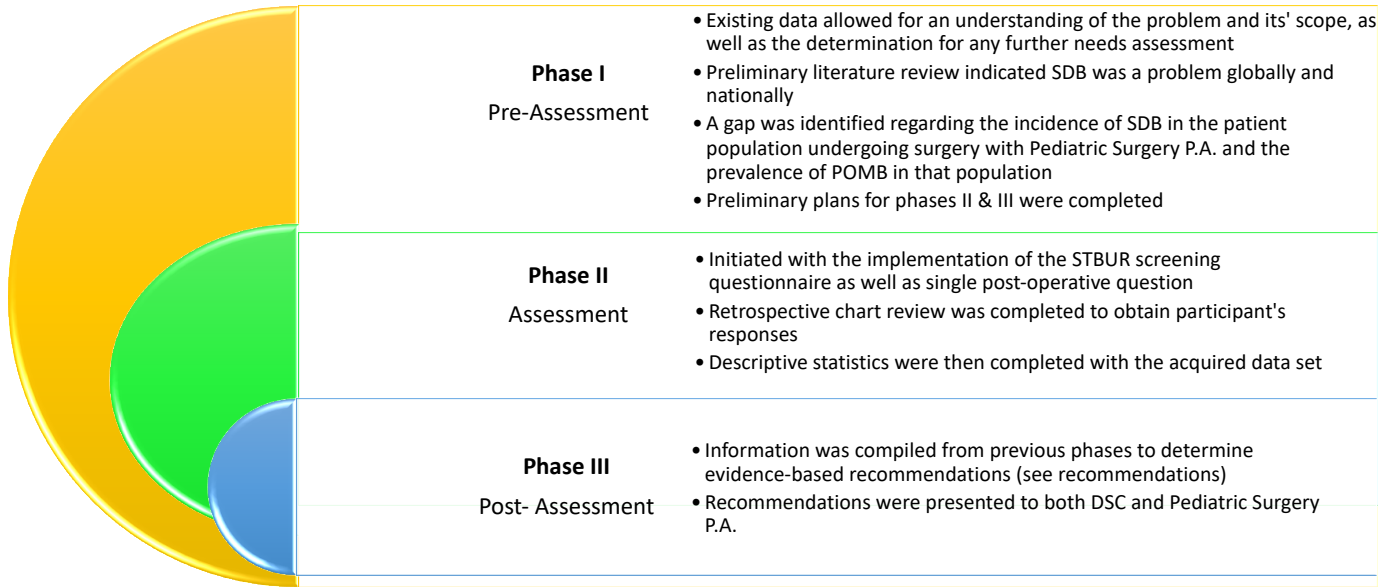 Phase I
Pre-Assessment
• Existing data allowed for an understanding of the problem and its' scope, as
well as the determination for any further needs assessment
• Preliminary literature review indicated SDB was a problem globally and
nationally
• A gap was identified regarding the incidence of SDB in the patient
population undergoing surgery with Pediatric Surgery P.A. and the
prevalence of POMB in that population
• Preliminary plans for phases II & III were completed
Phase II
Assessment
• Initiated with the implementation of the STBUR screening
questionnaire as well as single post-operative question
• Retrospective chart review was completed to obtain participant's
responses
• Descriptive statistics were then completed with the acquired data set
Phase III
Post- Assessment
• Information was compiled from previous phases to determine
evidence-based recommendations (see recommendations)
• Recommendations were presented to both DSC and Pediatric Surgery
P.A.